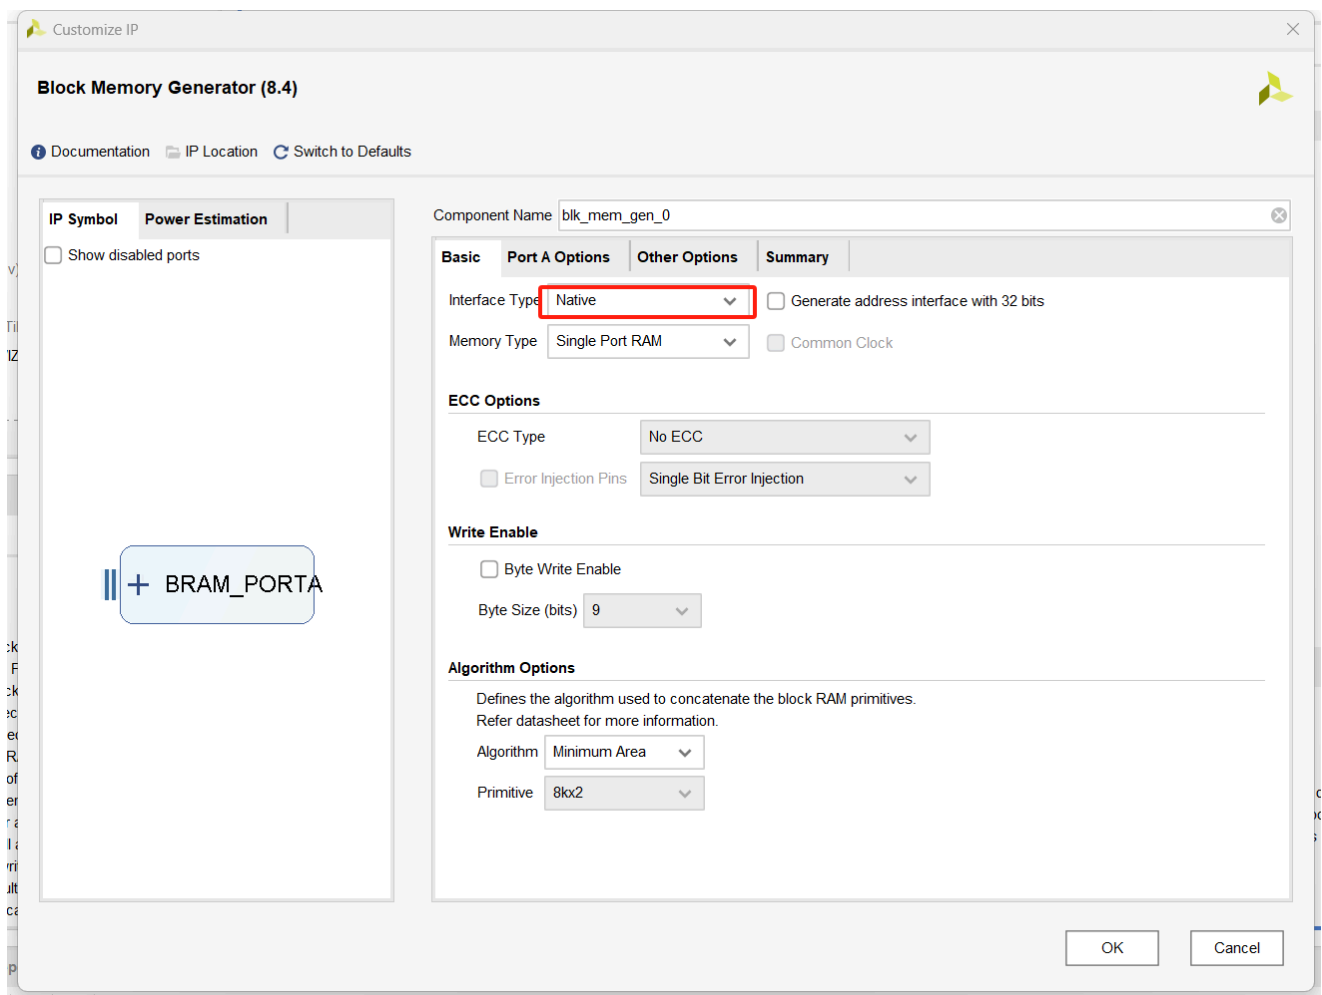 Customize IP
Block Memory Generator (8.4)
Documentation IP Location Switch to Defaults
IP Symbol Power Estimation
Show disabled ports
BRAM_PORTA
Component Name blk_mem_gen_0
Basic Port A Options Other Options Summary
Interface Type Native Generate address interface with 32 bits
Memory Type Single Port RAM Common Clock
ECC Options
ECC Type No ECC
Error Injection Pins Single Bit Error Injection
Write Enable
Byte Write Enable
Byte Size (bits) 9
Algorithm Options
Defines the algorithm used to concatenate the block RAM primitives.
Refer datasheet for more information.
Algorithm Minimum Area
Primitive 8kx2
OK Cancel